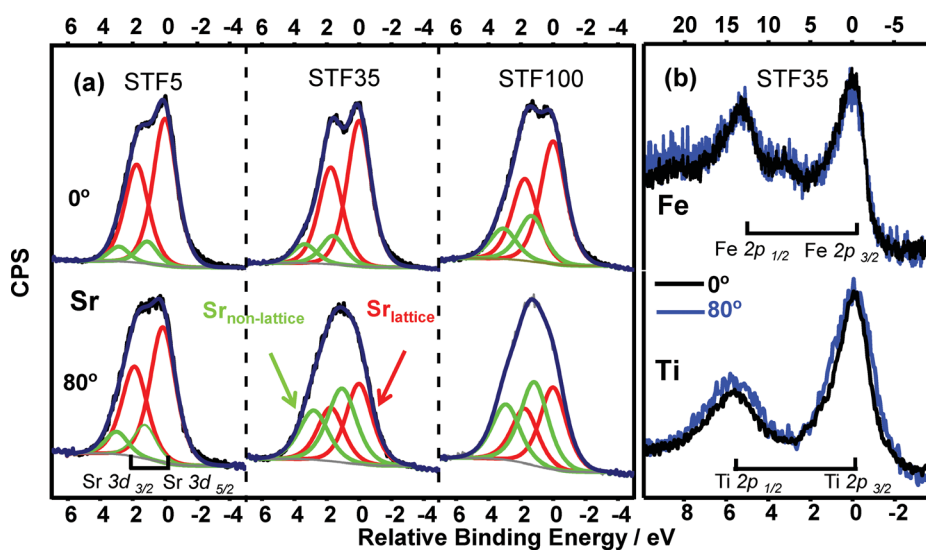 6 4 2 0 -2 -4 6 4 2 0 -2 -4 6 4 2 0 -2 -4
20 15 10 5 0 -5
(a) STF5 STF35 STF100
(b) STF35
0º
Fe
Fe 2p 1/2 Fe 2p 3/2
CPS
Sr
Sr non-lattice Sr lattice
80º
0º
80º
Ti
Sr 3d 3/2 Sr 3d 5/2
Ti 2p 1/2 Ti 2p 3/2
6 4 2 0 -2 -4 6 4 2 0 -2 -4 6 4 2 0 -2 -4
8 6 4 2 0 -2
Relative Binding Energy / eV